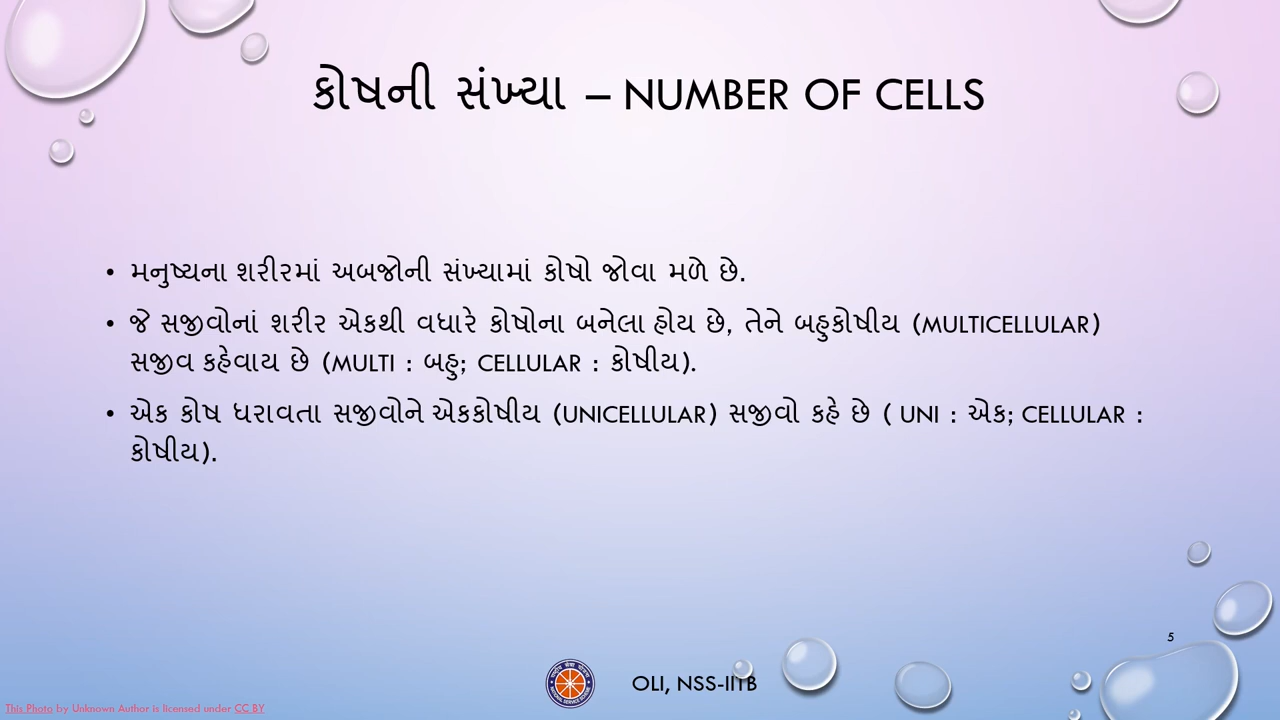 કોષની સંખ્યા – NUMBER OF CELLS
• મનુષ્યના શરીરમાં અબજોની સંખ્યામાં કોષો જોવા મળે છે.
• જે સજીવોનાં શરીર એકથી વધારે કોષોના બનેલા હોય છે, તેને બહુકોષીય (MULTICELLULAR)
સજીવ કહેવાય છે (MULTI : બહુ; CELLULAR : કોષીય).
• એક કોષ ધરાવતા સજીવોને એકકોષીય (UNICELLULAR) સજીવો કહે છે ( UNI : એક; CELLULAR :
કોષીય).
5
OLI, NSS-IITB
This Photo by Unknown Author is licensed under CC BY